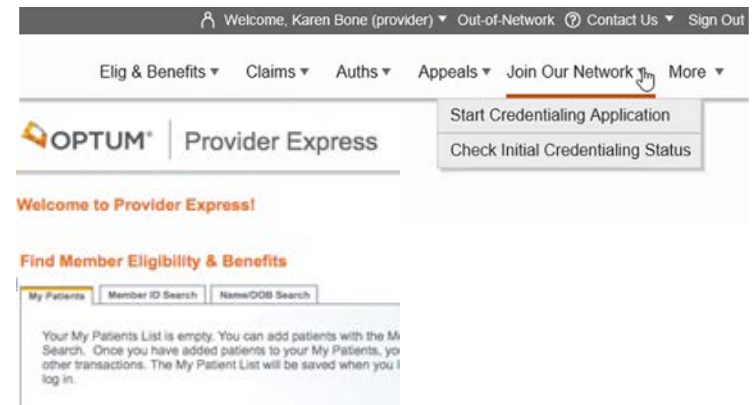 Welcome, Karen Bone (provider) ▼ Out-of-Network ? Contact Us ▼ Sign Out
Elig & Benefits ▼ Claims ▼ Auths ▼ Appeals ▼ Join Our Network ▼ More ▼
Start Credentialing Application
Check Initial Credentialing Status
OPTUM® | Provider Express
Welcome to Provider Express!
Find Member Eligibility & Benefits
My Patients Member ID Search Name/DOB Search
Your My Patients List is empty. You can add patients with the M
Search. Once you have added patients to your My Patients, yo
other transactions. The My Patient List will be saved when you
log in.